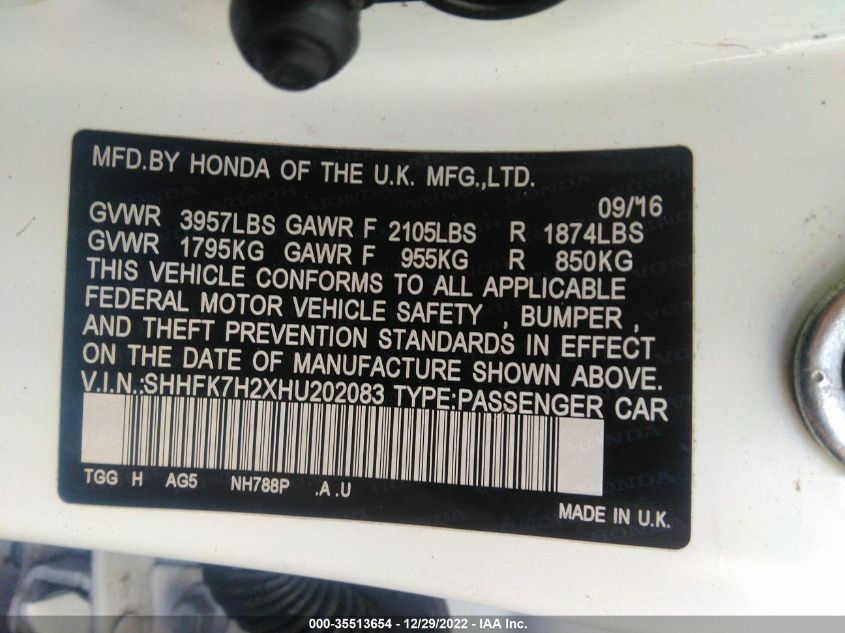 MFD.BY HONDA OF THE U.K. MFG.,LTD.
09/16
GVWR 3957LBS GAWR F 2105LBS R 1874LBS
GVWR 1795KG GAWR F 955KG R 850KG
THIS VEHICLE CONFORMS TO ALL APPLICABLE
FEDERAL MOTOR VEHICLE SAFETY , BUMPER ,
AND THEFT PREVENTION STANDARDS IN EFFECT
ON THE DATE OF MANUFACTURE SHOWN ABOVE.
V.I.N.:SHHFK7H2XHU202083 TYPE:PASSENGER CAR
TGG H AG5 NH788P .A .U
MADE IN U.K.
000-35513654 - 12/29/2022 - IAA Inc.